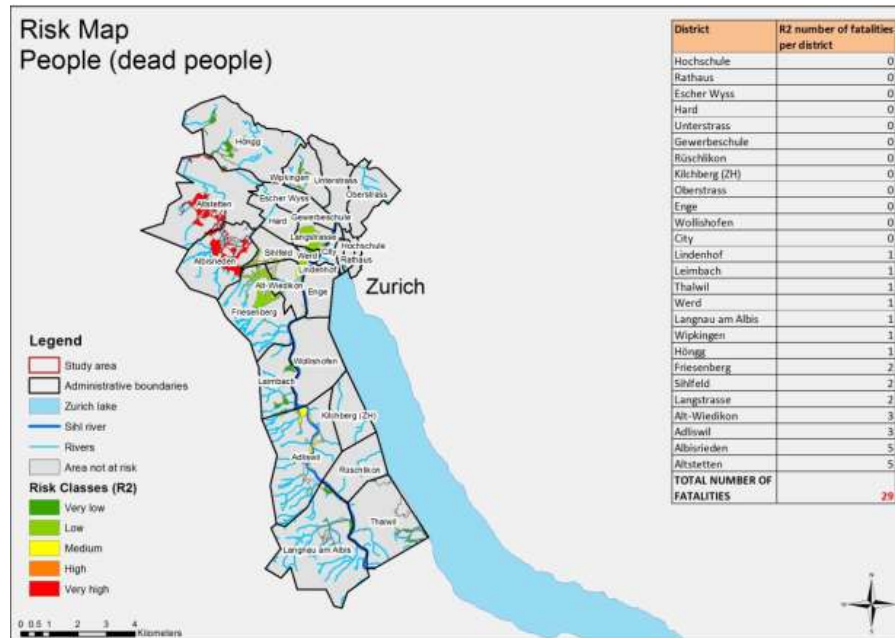 Risk Map
People (dead people)
District R2 number of fatalities
per district
Hochschule 0
Rathaus 0
Escher Wyss 0
Hard 0
Unterstrass 0
Gewerbeschule 0
Rüschlikon 0
Kilchberg (ZH) 0
Oberstrass 0
Enge 0
Wollishofen 0
City 0
Lindenhof 1
Leimbach 1
Thalwil 1
Werd 1
Langnau am Albis 1
Wipkingen 1
Höngg 1
Friesenberg 2
Sihlfeld 2
Langstrasse 2
Alt-Wiedikon 3
Adliswil 3
Albisrieden 5
Altstetten 5
TOTAL NUMBER OF
FATALITIES 29
Höngg
Wipkingen
Unterstrass
Oberstrass
Altstetten
Escher Wyss
Gewerbeschule
Hard
Langstrasse
Hochschule
City
Rathaus
Albisrieden
Sihlfeld
Werd
Lindenhof
Alt-Wiedikon
Enge
Zurich
Friesenberg
Wollishofen
Leimbach
Kilchberg (ZH)
Adliswil
Rüschlikon
Thalwil
Langnau am Albis
Legend
Study area
Administrative boundaries
Zurich lake
Sihl river
Rivers
Area not at risk
Risk Classes (R2)
Very low
Low
Medium
High
Very high
0 0.5 1 2 3 4
Kilometers